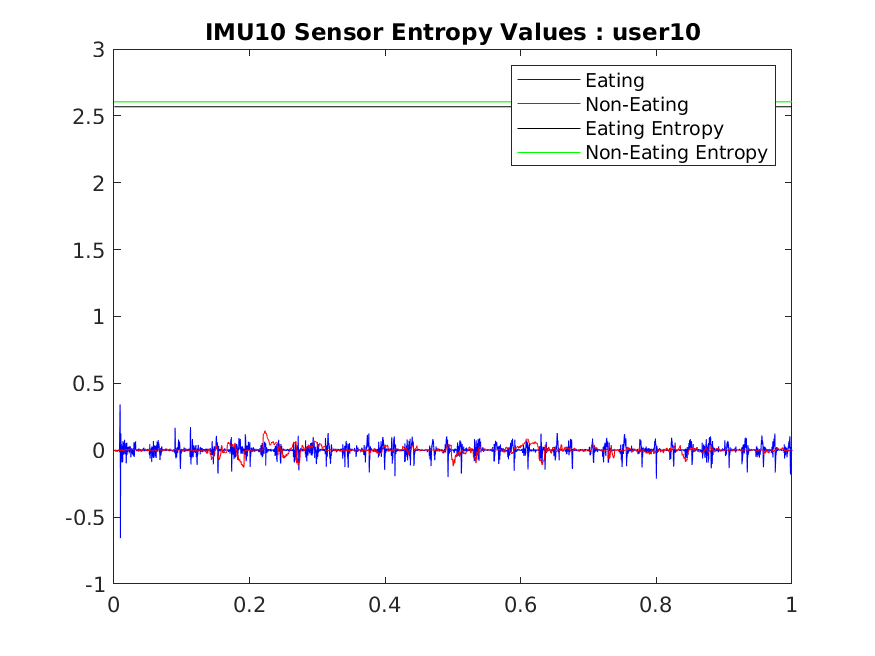 IMU10 Sensor Entropy Values : user10
3
2.5
2
1.5
1
0.5
0
-0.5
-1
Eating
Non-Eating
Eating Entropy
Non-Eating Entropy
0 0.2 0.4 0.6 0.8 1